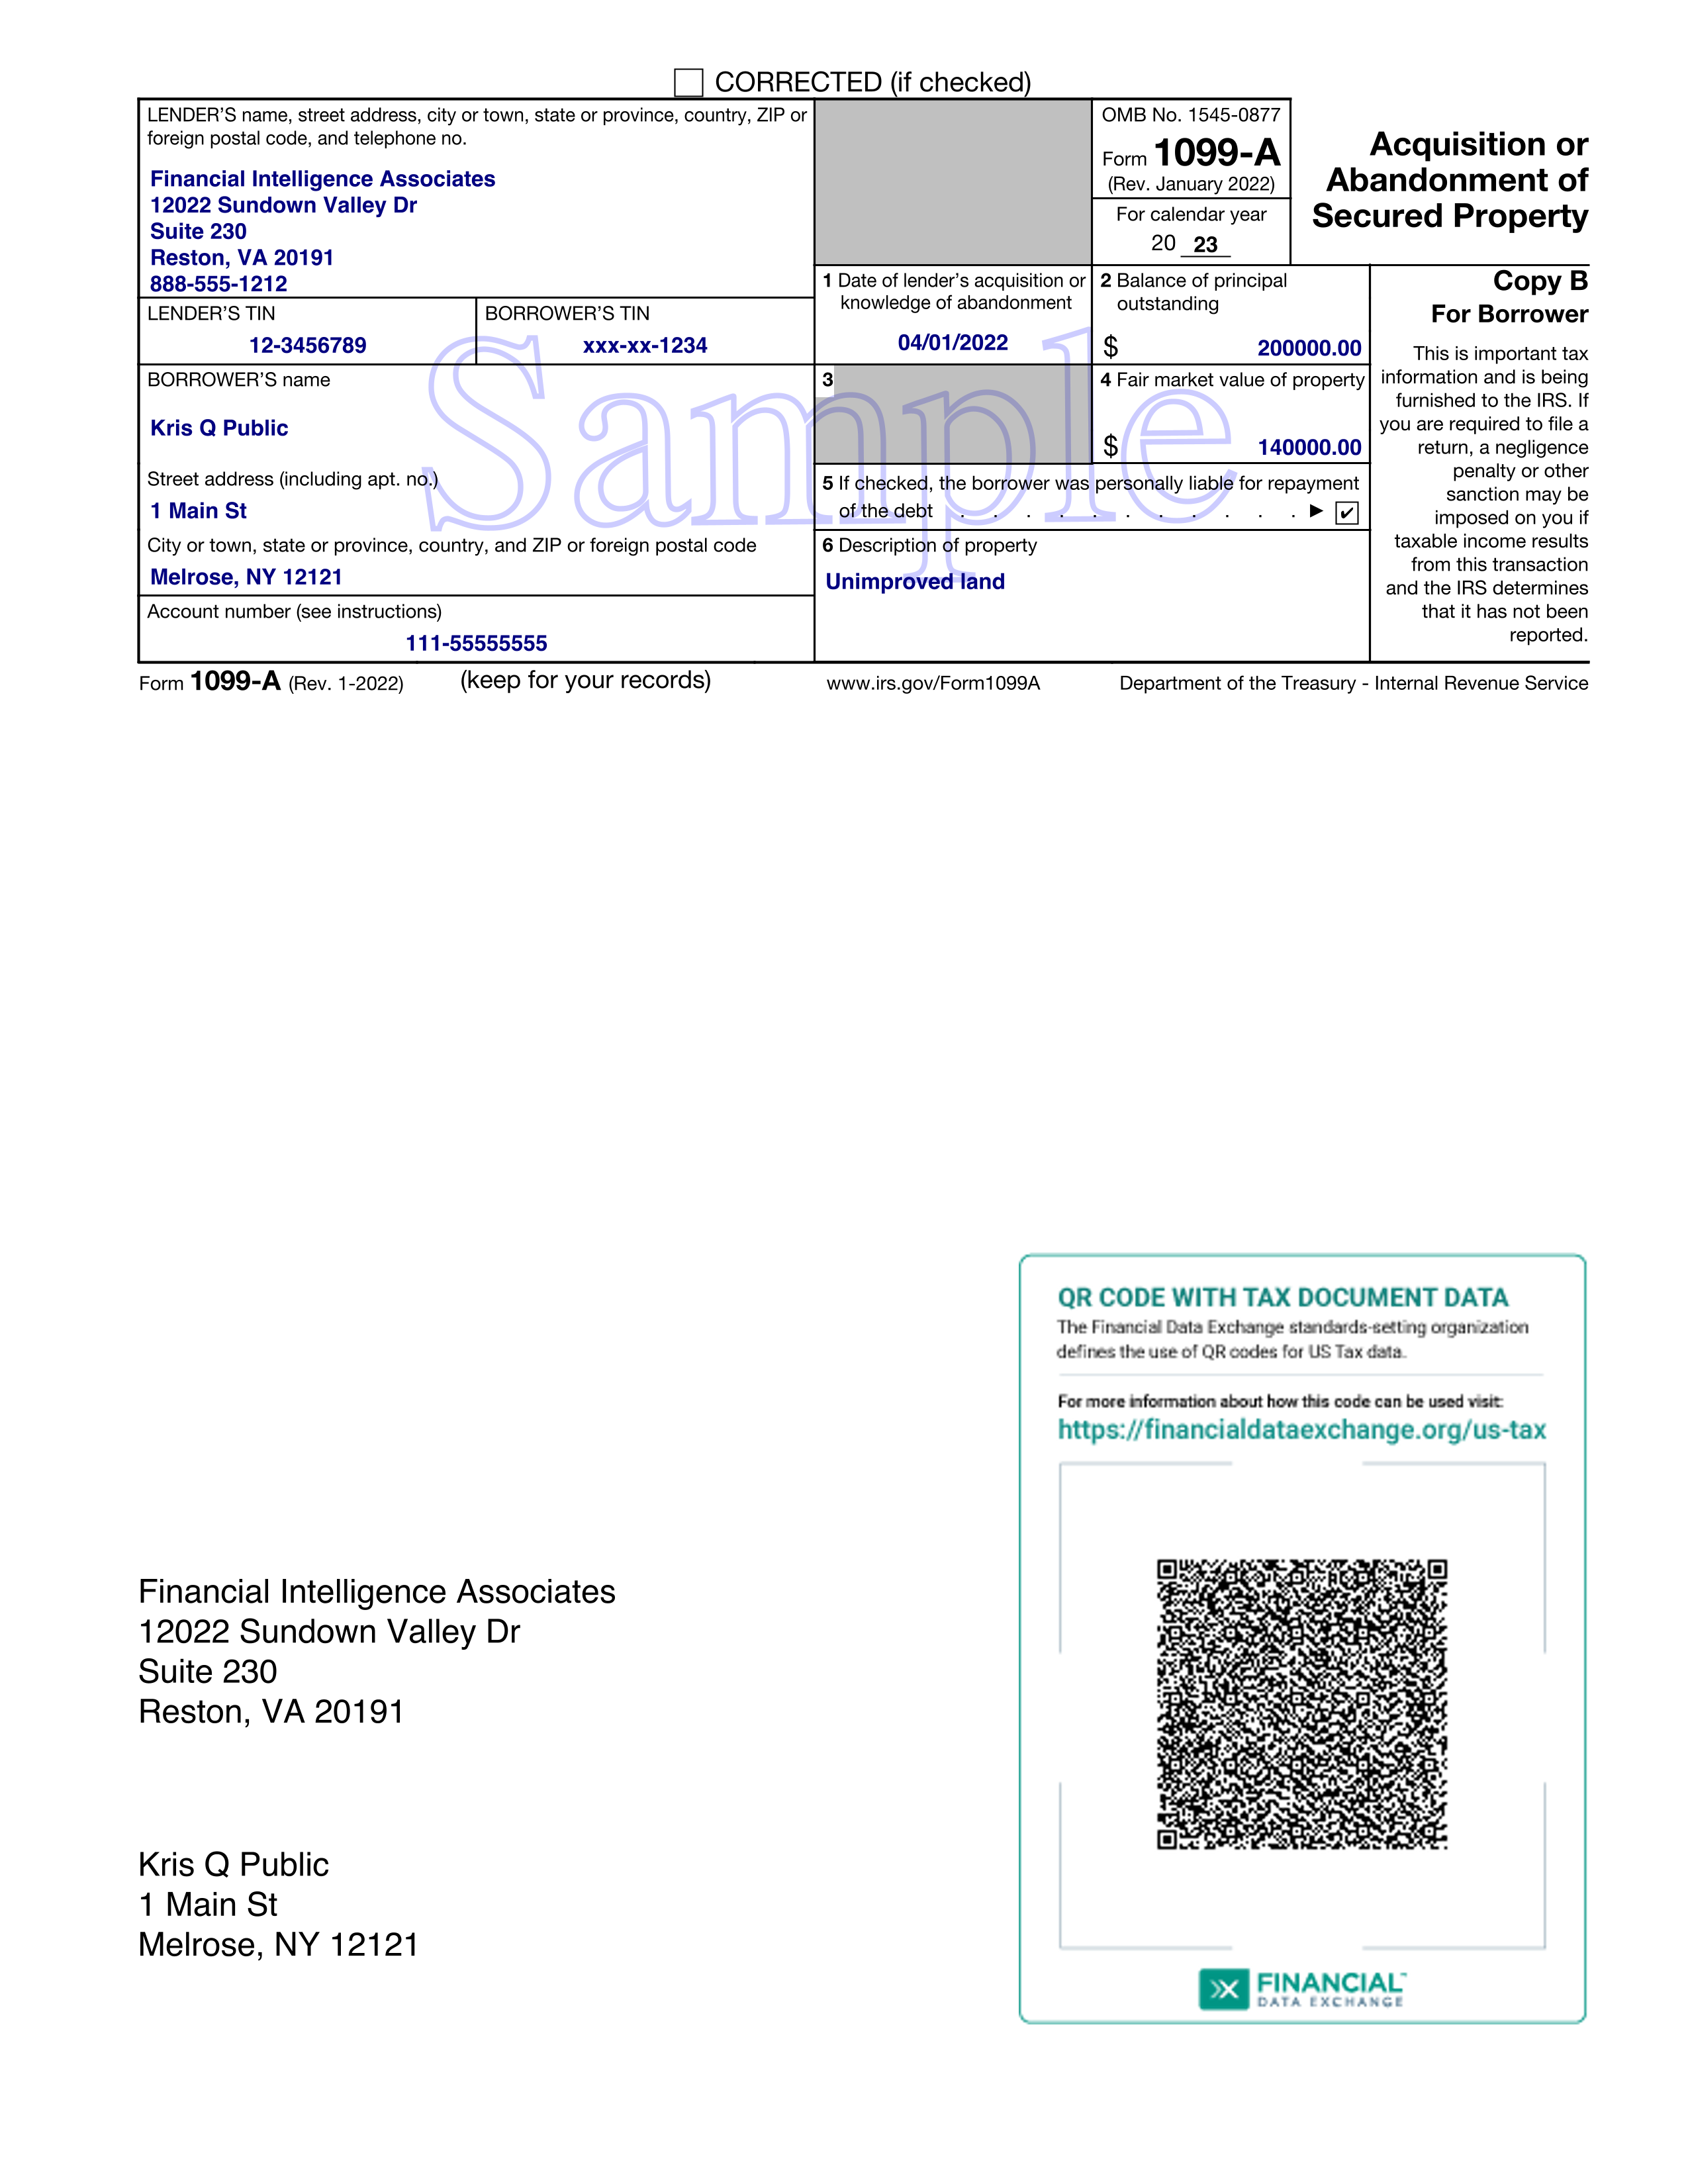 CORRECTED (if checked)
LENDER'S name, street address, city or town, state or province, country, ZIP or
foreign postal code, and telephone no.
Financial Intelligence Associates
12022 Sundown Valley Dr
Suite 230
Reston, VA 20191
888-555-1212
OMB No. 1545-0877
Form 1099-A
(Rev. January 2022)
For calendar year
20 23
Acquisition or
Abandonment of
Secured Property
LENDER'S TIN
12-3456789
BORROWER'S TIN
xxx-xx-1234
1 Date of lender's acquisition or
knowledge of abandonment
04/01/2022
2 Balance of principal
outstanding
$ 200000.00
Copy B
For Borrower
This is important tax
information and is being
furnished to the IRS. If
you are required to file a
return, a negligence
penalty or other
sanction may be
imposed on you if
taxable income results
from this transaction
and the IRS determines
that it has not been
reported.
BORROWER'S name
Kris Q Public
3
4 Fair market value of property
$ 140000.00
Street address (including apt. no.)
1 Main St
5 If checked, the borrower was personally liable for repayment
of the debt . . . . . . . . . . . ▶ ✔
City or town, state or province, country, and ZIP or foreign postal code
Melrose, NY 12121
6 Description of property
Unimproved land
Account number (see instructions)
111-55555555
Sample
Form 1099-A (Rev. 1-2022) (keep for your records) www.irs.gov/Form1099A Department of the Treasury - Internal Revenue Service
QR CODE WITH TAX DOCUMENT DATA
The Financial Data Exchange standards-setting organization
defines the use of QR codes for US Tax data.
For more information about how this code can be used visit:
https://financialdataexchange.org/us-tax
FINANCIAL™
DATA EXCHANGE
Financial Intelligence Associates
12022 Sundown Valley Dr
Suite 230
Reston, VA 20191
Kris Q Public
1 Main St
Melrose, NY 12121